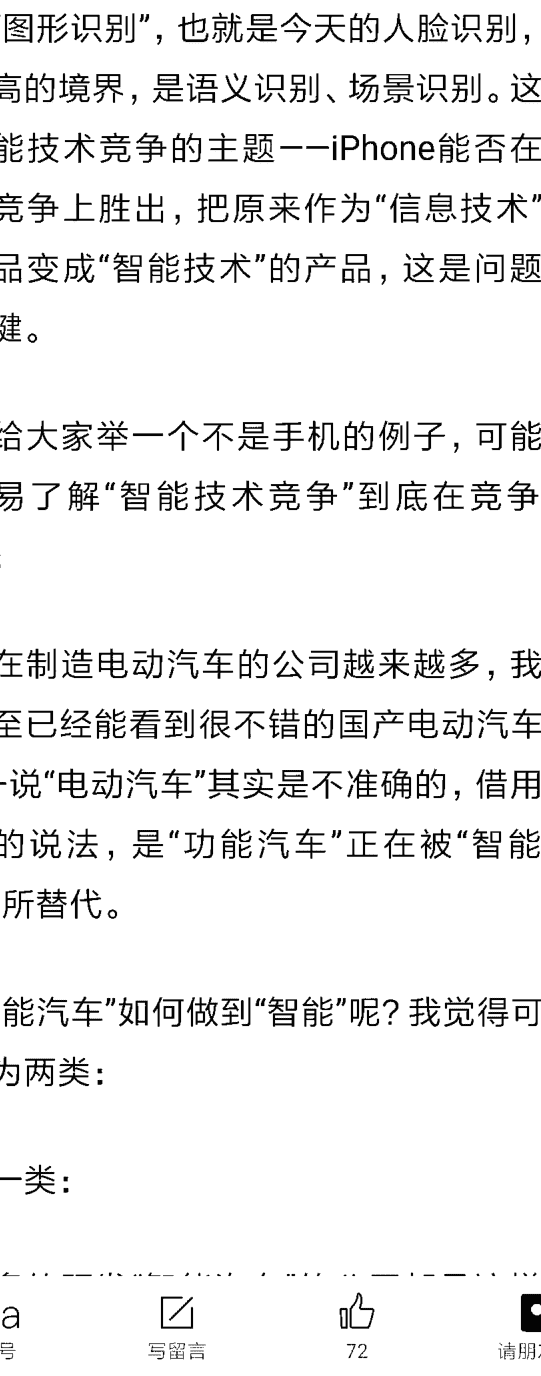 图形识别”，也就是今天的人脸识别，
高的境界，是语义识别、场景识别。这
能技术竞争的主题——iPhone能否在
竞争上胜出，把原来作为“信息技术”
品变成“智能技术”的产品，这是问题
键。
给大家举一个不是手机的例子，可能
易了解“智能技术竞争”到底在竞争
在制造电动汽车的公司越来越多，我
至已经能看到很不错的国产电动汽车
说“电动汽车”其实是不准确的，借用
的说法，是“功能汽车”正在被“智能
所替代。
能汽车”如何做到“智能”呢？我觉得可
为两类：
一类：
a
写留言
72
号
请朋